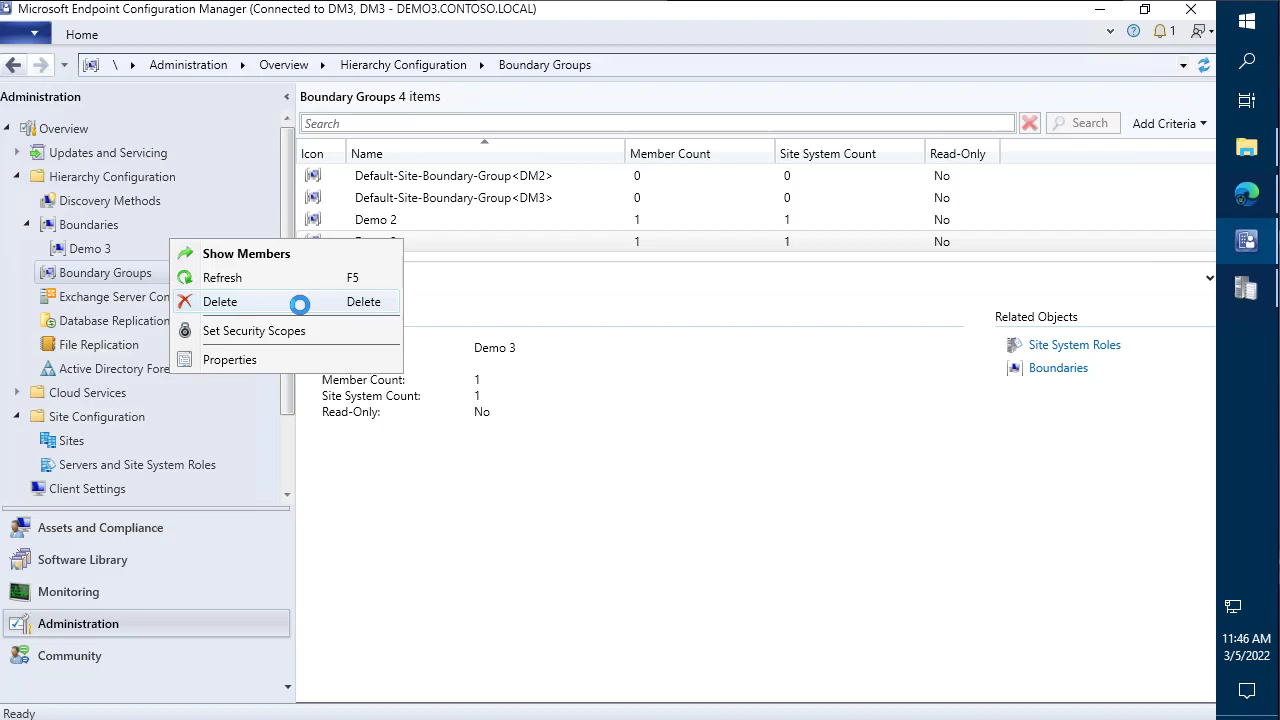 Microsoft Endpoint Configuration Manager (Connected to DM3, DM3 - DEMO3.CONTOSO.LOCAL)
Home
1
\ Administration Overview Hierarchy Configuration Boundary Groups
Administration
Overview
Updates and Servicing
Hierarchy Configuration
Discovery Methods
Boundaries
Demo 3
Boundary Groups
Exchange Server Con
Database Replication
File Replication
Active Directory Fore
Cloud Services
Site Configuration
Sites
Servers and Site System Roles
Client Settings
Assets and Compliance
Software Library
Monitoring
Administration
Community
Ready
Boundary Groups 4 items
Search Search Add Criteria
Icon Name Member Count Site System Count Read-Only
Default-Site-Boundary-Group<DM2> 0 0 No
Default-Site-Boundary-Group<DM3> 0 0 No
Demo 2 1 1 No
1 1 No
Show Members
Refresh F5
Delete Delete
Set Security Scopes
Properties
Demo 3
Member Count: 1
Site System Count: 1
Read-Only: No
Related Objects
Site System Roles
Boundaries
11:46 AM
3/5/2022